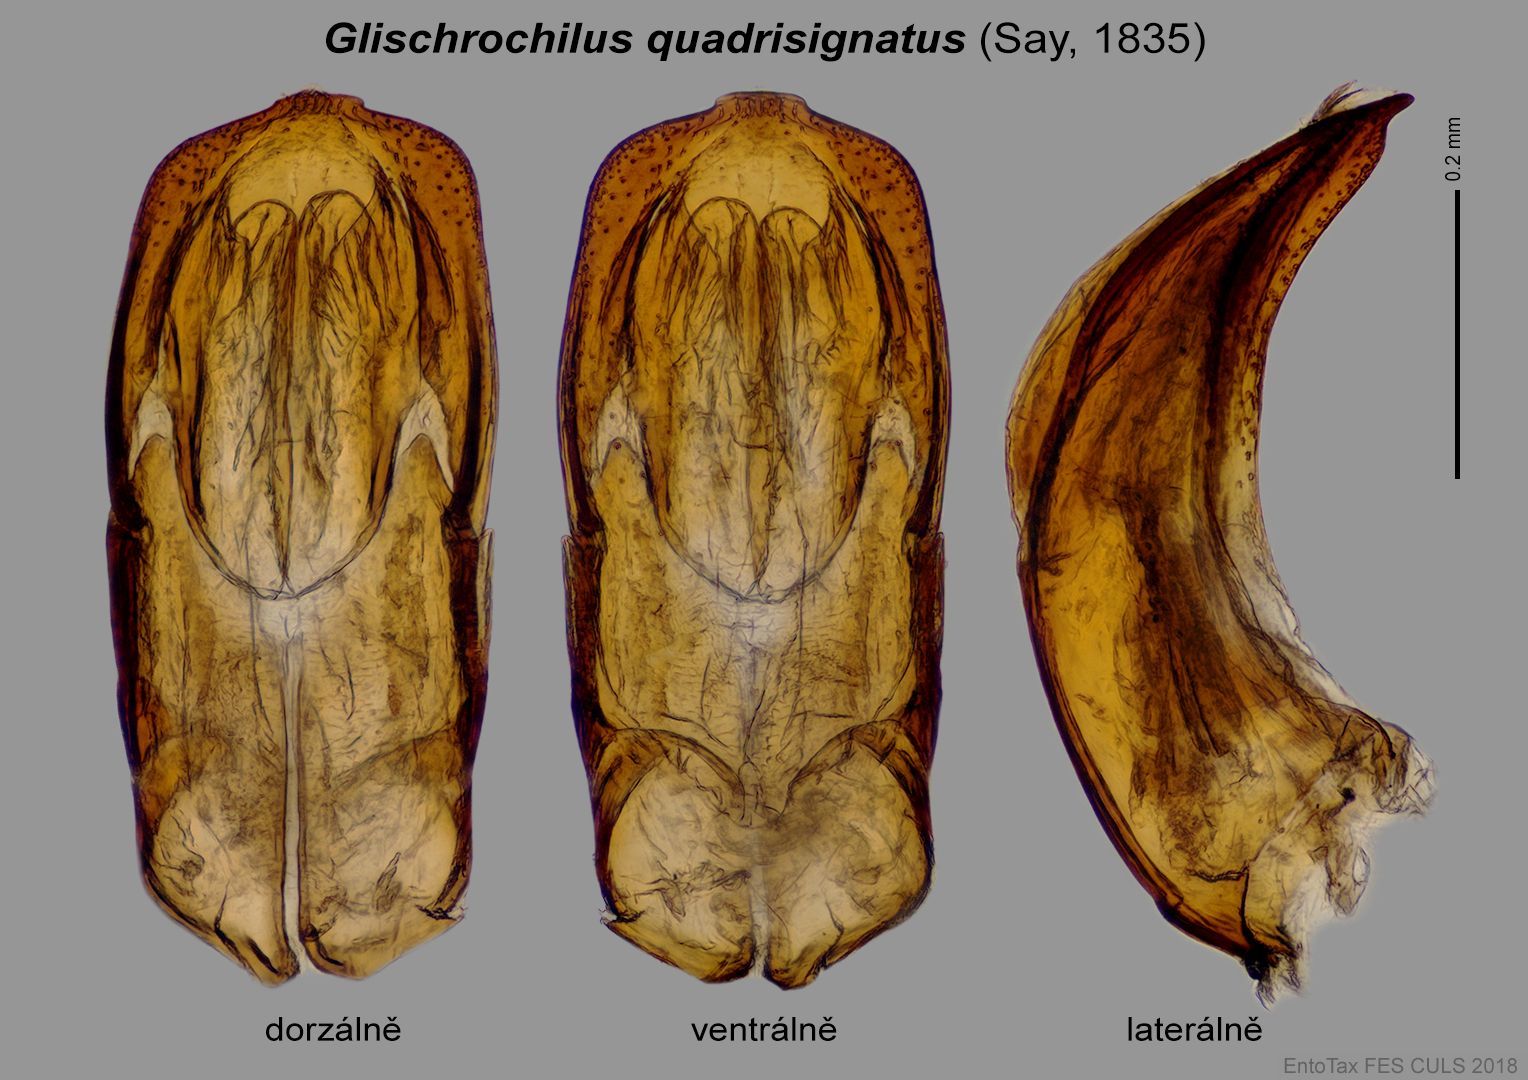 Glischrochilus quadrisignatus (Say, 1835)
0.2 mm
dorzálně
ventrálně
laterálně
EntoTax FES CULS 2018